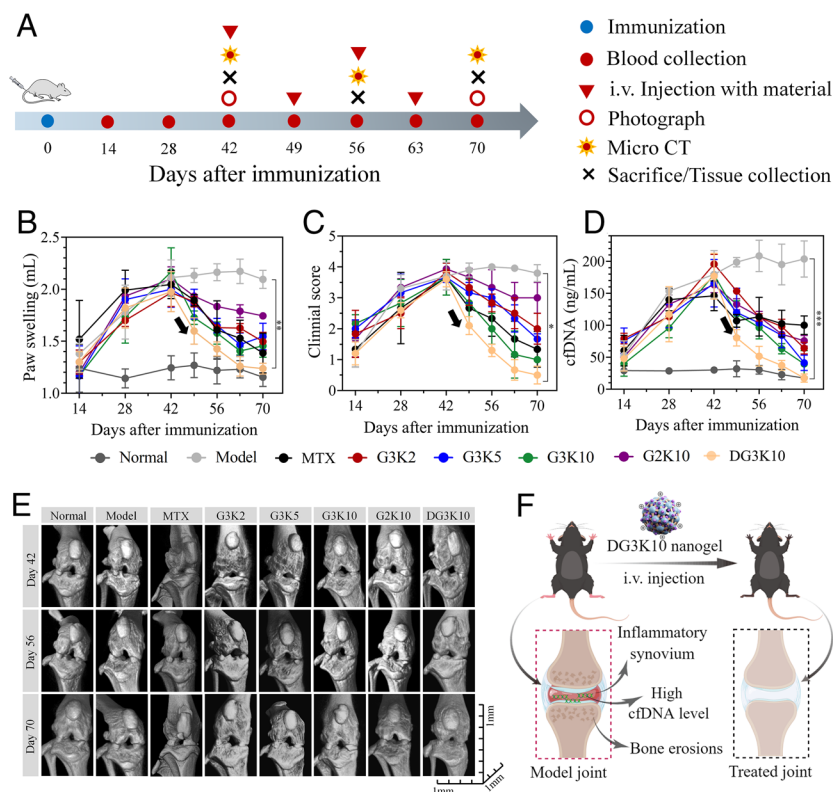 A
0
14
28
42
49
56
63
70
Days after immunization
Immunization
Blood collection
i.v. Injection with material
Photograph
Micro CT
Sacrifice/Tissue collection
B
Paw swelling (mL)
2.5
2.0
1.5
1.0
14
28
42
56
70
Days after immunization
**
C
Clinnial score
5
4
3
2
1
0
14
28
42
56
70
Days after immunization
*
D
cfDNA (ng/mL)
200
150
100
50
0
14
28
42
56
70
Days after immunization
***
Normal
Model
MTX
G3K2
G3K5
G3K10
G2K10
DG3K10
E
Normal
Model
MTX
G3K2
G3K5
G3K10
G2K10
DG3K10
Day 42
Day 56
Day 70
1mm
1mm
1mm
F
DG3K10 nanogel
i.v. injection
Inflammatory
synovium
High
cfDNA level
Bone erosions
Model joint
Treated joint